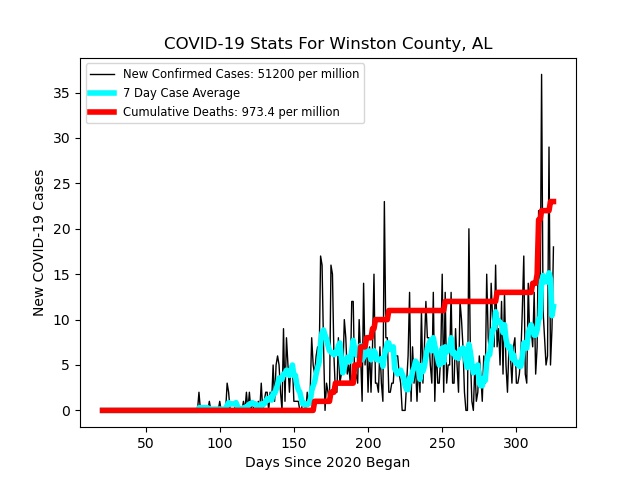 COVID-19 Stats For Winston County, AL
New Confirmed Cases: 51200 per million
7 Day Case Average
Cumulative Deaths: 973.4 per million
New COVID-19 Cases
35
30
25
20
15
10
5
0
50 100 150 200 250 300
Days Since 2020 Began